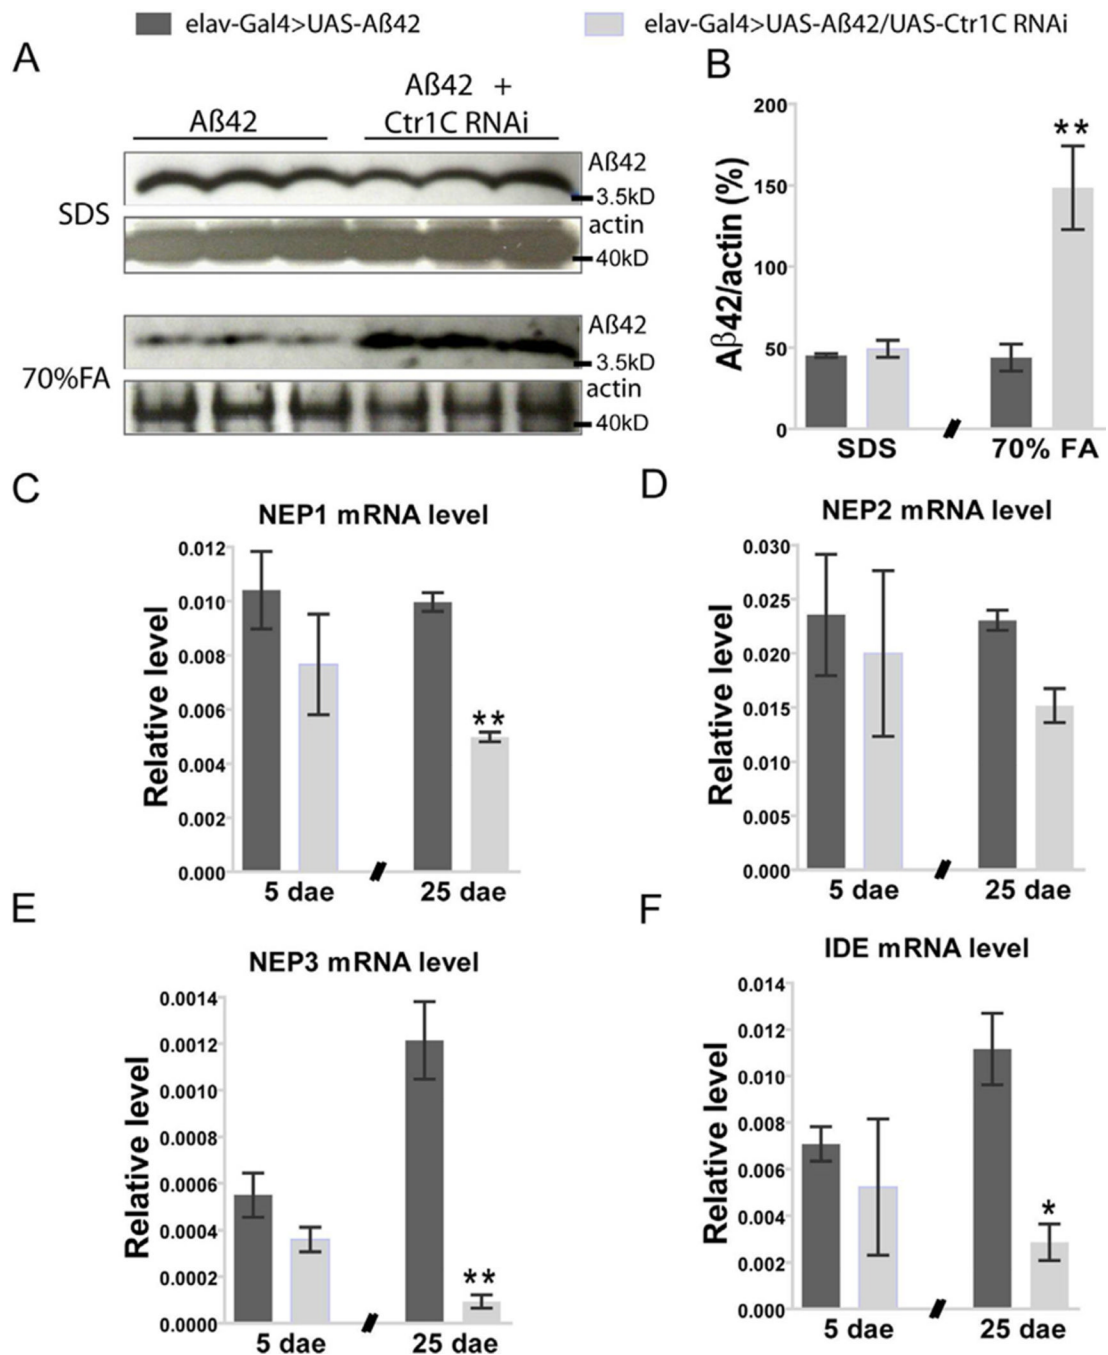 elav-Gal4>UAS-Aß42 elav-Gal4>UAS-Aß42/UAS-Ctr1C RNAi
A
Aß42
Aß42 +
Ctr1C RNAi
SDS
Aß42
3.5kD
actin
40kD
70%FA
Aß42
3.5kD
actin
40kD
B
Aβ42/actin (%)
200
150
100
50
0
SDS 70% FA
C
NEP1 mRNA level
Relative level
0.012
0.010
0.008
0.006
0.004
0.002
0.000
**
5 dae 25 dae
D
NEP2 mRNA level
Relative level
0.030
0.025
0.020
0.015
0.010
0.005
0.000
5 dae 25 dae
E
NEP3 mRNA level
Relative level
0.0014
0.0012
0.0010
0.0008
0.0006
0.0004
0.0002
0.0000
**
5 dae 25 dae
F
IDE mRNA level
Relative level
0.014
0.012
0.010
0.008
0.006
0.004
0.002
0.000
*
5 dae 25 dae
**